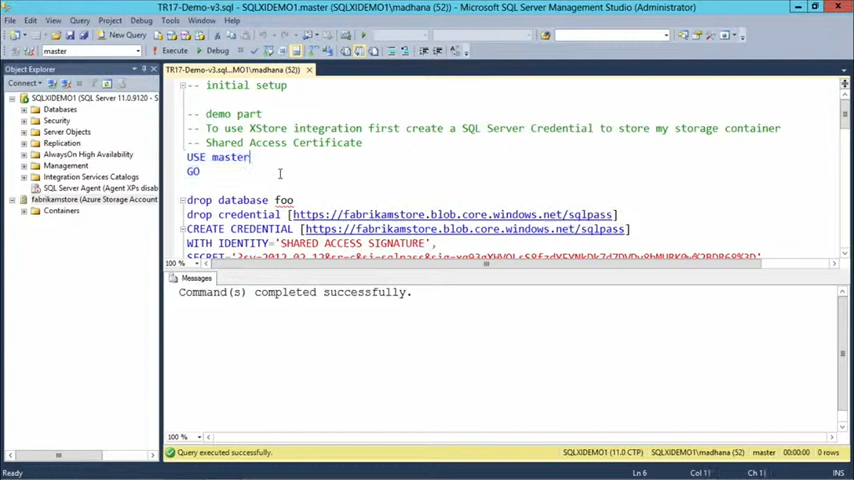 TR17-Demo-v3.sql - SQLXIDEMO1.master (SQLXIDEMO1\madhana (52)) - Microsoft SQL Server Management Studio (Administrator)
File Edit View Query Project Debug Tools Window Help
New Query
master
Execute
Debug
Object Explorer
Connect
SQLXIDEMO1 (SQL Server 11.0.9120 -
Databases
Security
Server Objects
Replication
AlwaysOn High Availability
Management
Integration Services Catalogs
SQL Server Agent (Agent XPs disab
fabrikamstore (Azure Storage Account
Containers
TR17-Demo-v3.sql...MO1\madhana (52))
-- initial setup
-- demo part
-- To use XStore integration first create a SQL Server Credential to store my storage container
-- Shared Access Certificate
USE master
GO
drop database foo
drop credential [https://fabrikamstore.blob.core.windows.net/sqlpass]
CREATE CREDENTIAL [https://fabrikamstore.blob.core.windows.net/sqlpass]
WITH IDENTITY='SHARED ACCESS SIGNATURE',
100 %
Messages
Command(s) completed successfully.
100 %
Query executed successfully.
SQLXIDEMO1 (11.0 CTP)
SQLXIDEMO1\madhana (52)
master
00:00:00
0 rows
Ready
Ln 6
Col 1
Ch 1
INS